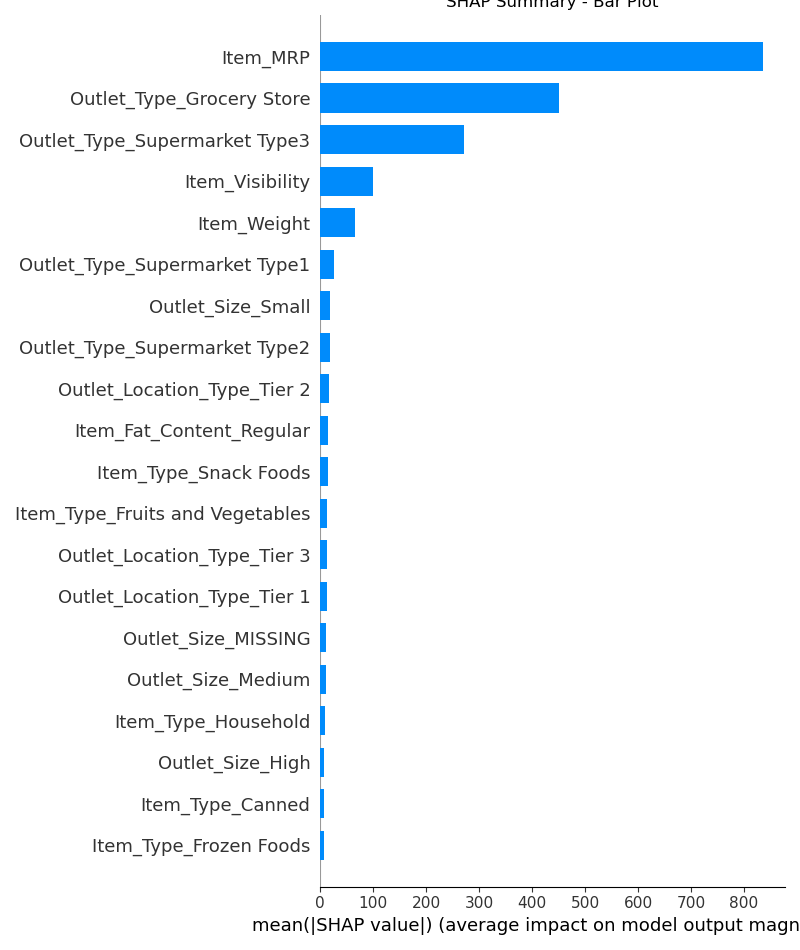 SHAP Summary - Bar Plot
Item_MRP
Outlet_Type_Grocery Store
Outlet_Type_Supermarket Type3
Item_Visibility
Item_Weight
Outlet_Type_Supermarket Type1
Outlet_Size_Small
Outlet_Type_Supermarket Type2
Outlet_Location_Type_Tier 2
Item_Fat_Content_Regular
Item_Type_Snack Foods
Item_Type_Fruits and Vegetables
Outlet_Location_Type_Tier 3
Outlet_Location_Type_Tier 1
Outlet_Size_MISSING
Outlet_Size_Medium
Item_Type_Household
Outlet_Size_High
Item_Type_Canned
Item_Type_Frozen Foods
0 100 200 300 400 500 600 700 800
mean(|SHAP value|) (average impact on model output magn